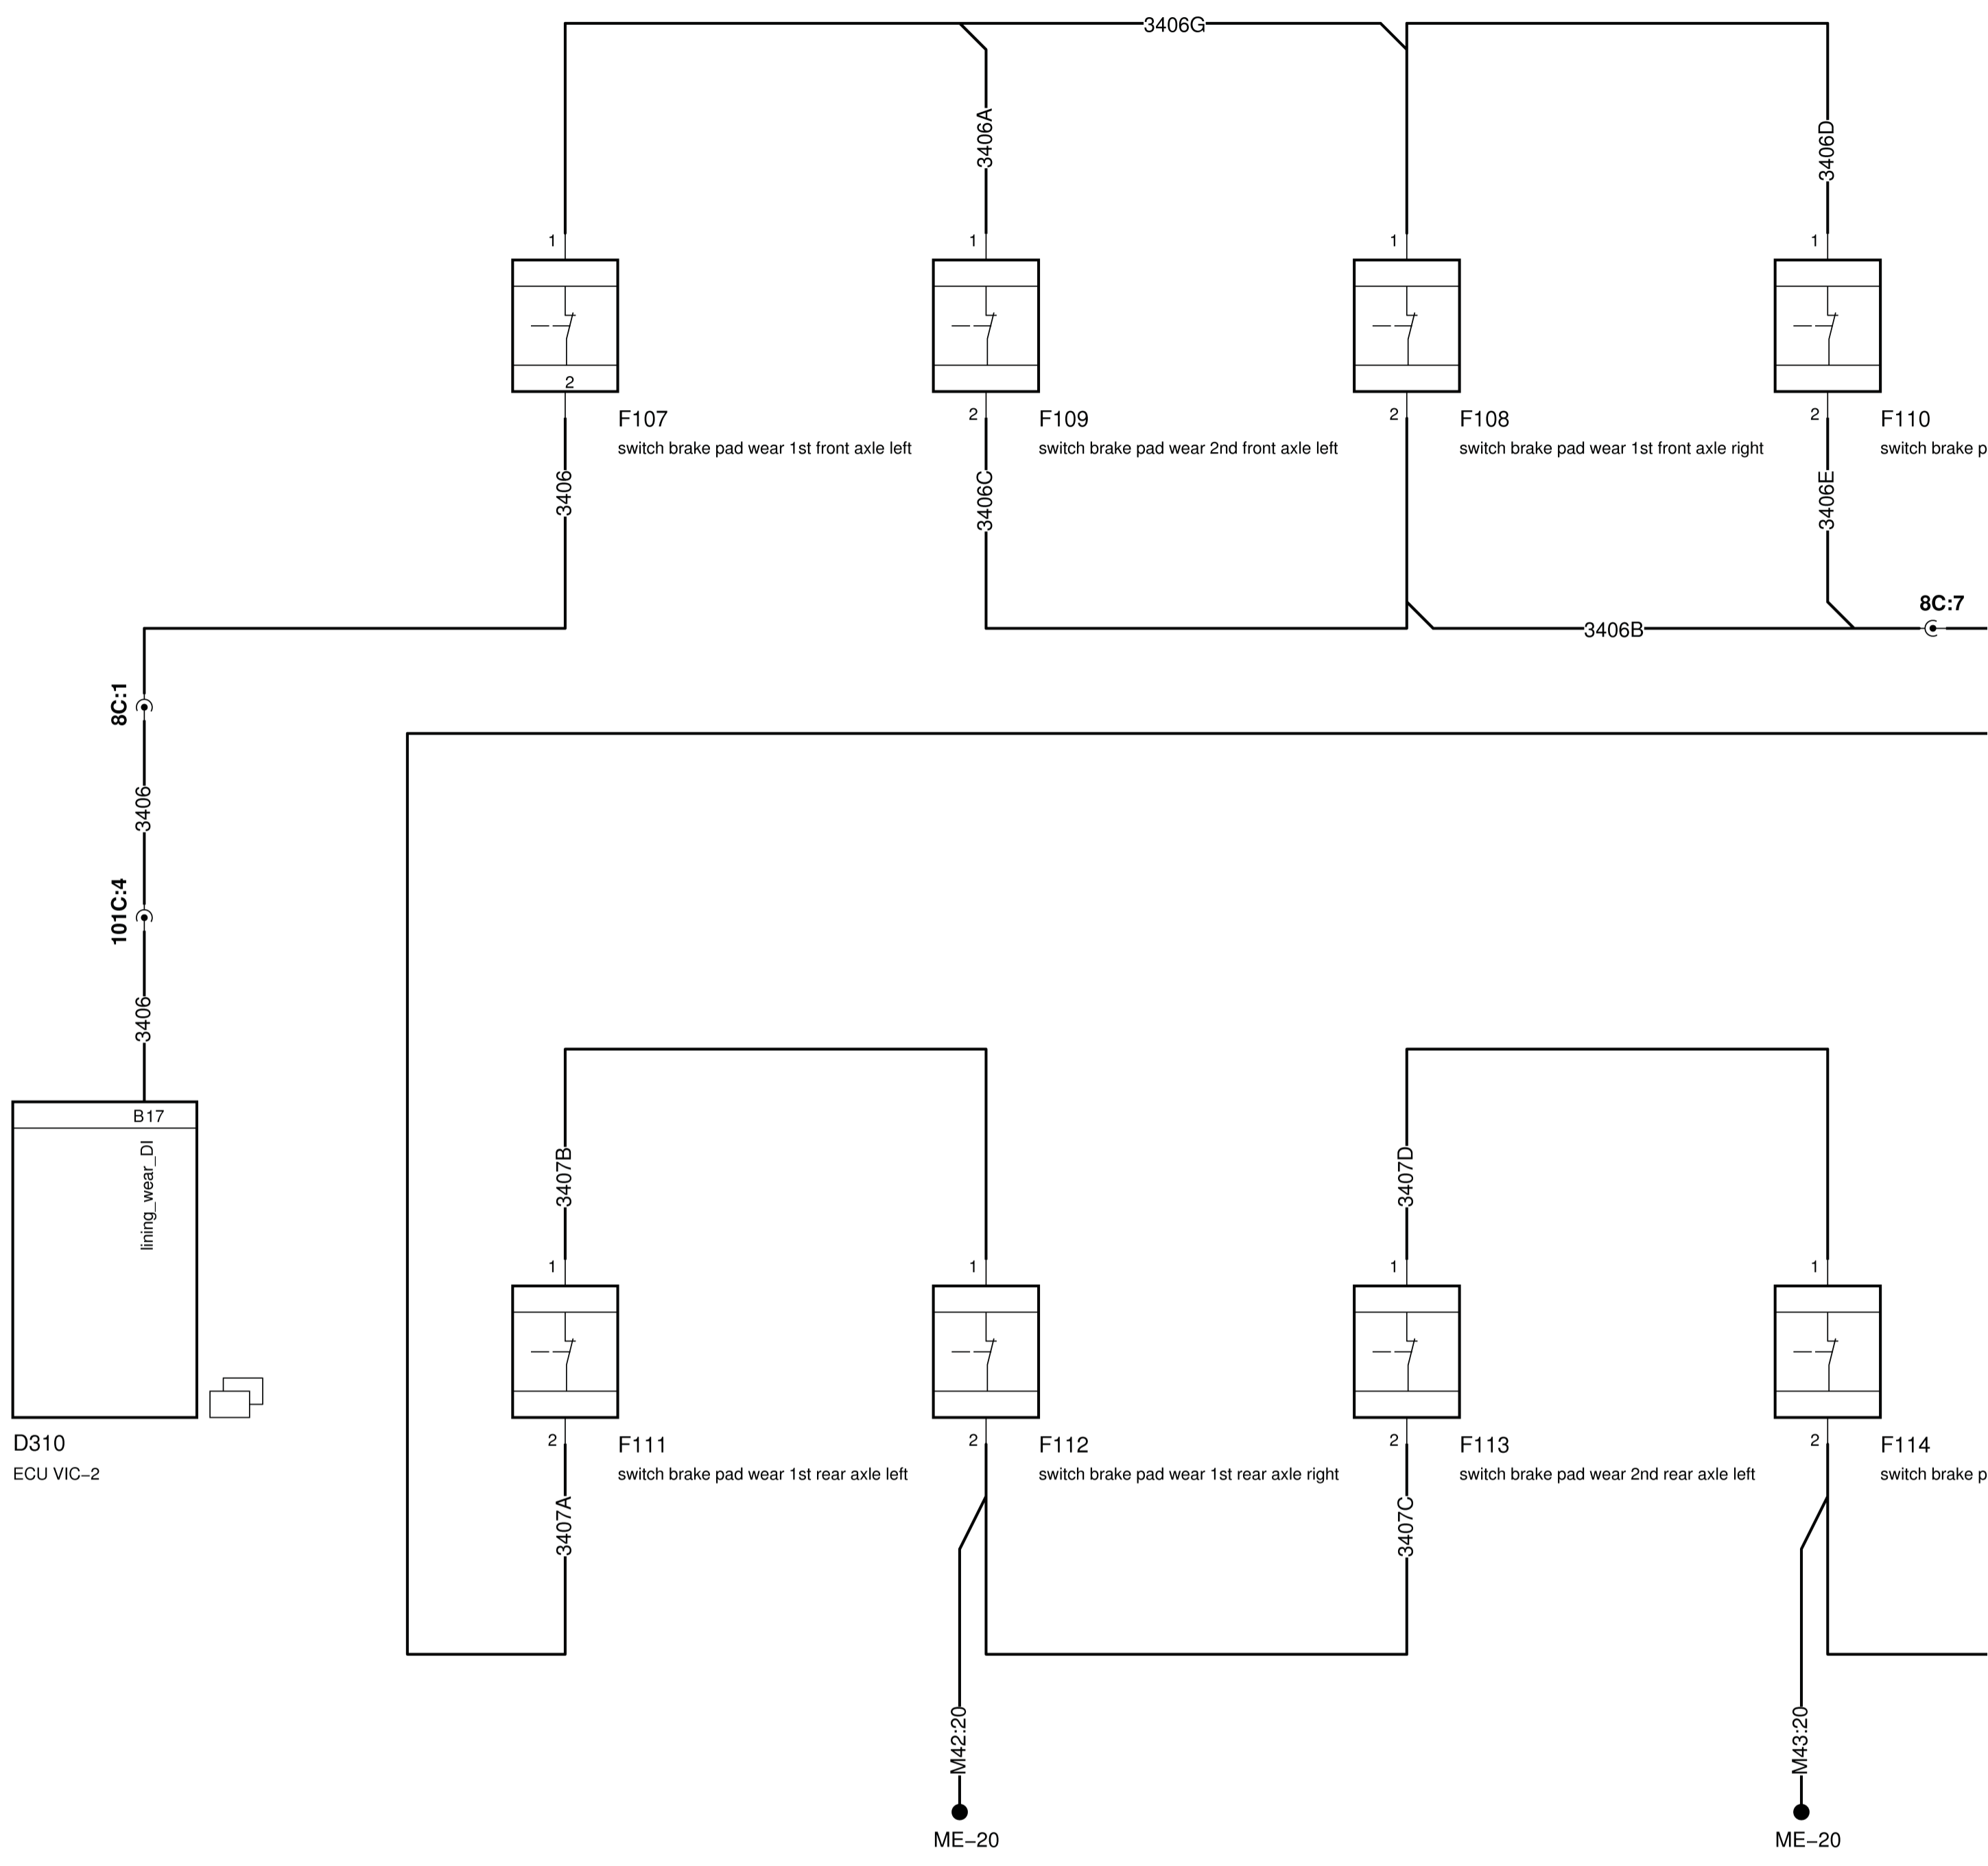 3406G
3406A
3406D
1
1
1
1
2
2
2
2
F107
F109
F108
F110
switch brake pad wear 1st front axle left
switch brake pad wear 2nd front axle left
switch brake pad wear 1st front axle right
switch brake p
3406
3406C
3406E
8C:7
3406B
8C:1
3406
101C:4
3406
B17
lining_wear_DI
3407B
3407D
1
1
1
1
D310
ECU VIC−2
2
2
2
2
F111
F112
F113
F114
switch brake pad wear 1st rear axle left
switch brake pad wear 1st rear axle right
switch brake pad wear 2nd rear axle left
switch brake p
3407A
3407C
M42:20
M43:20
ME−20
ME−20